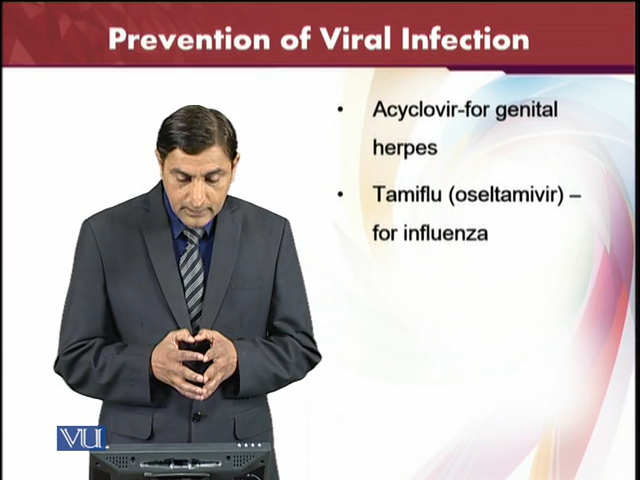 Prevention of Viral Infection
• Acyclovir-for genital
herpes
• Tamiflu (oseltamivir) –
for influenza
VU.